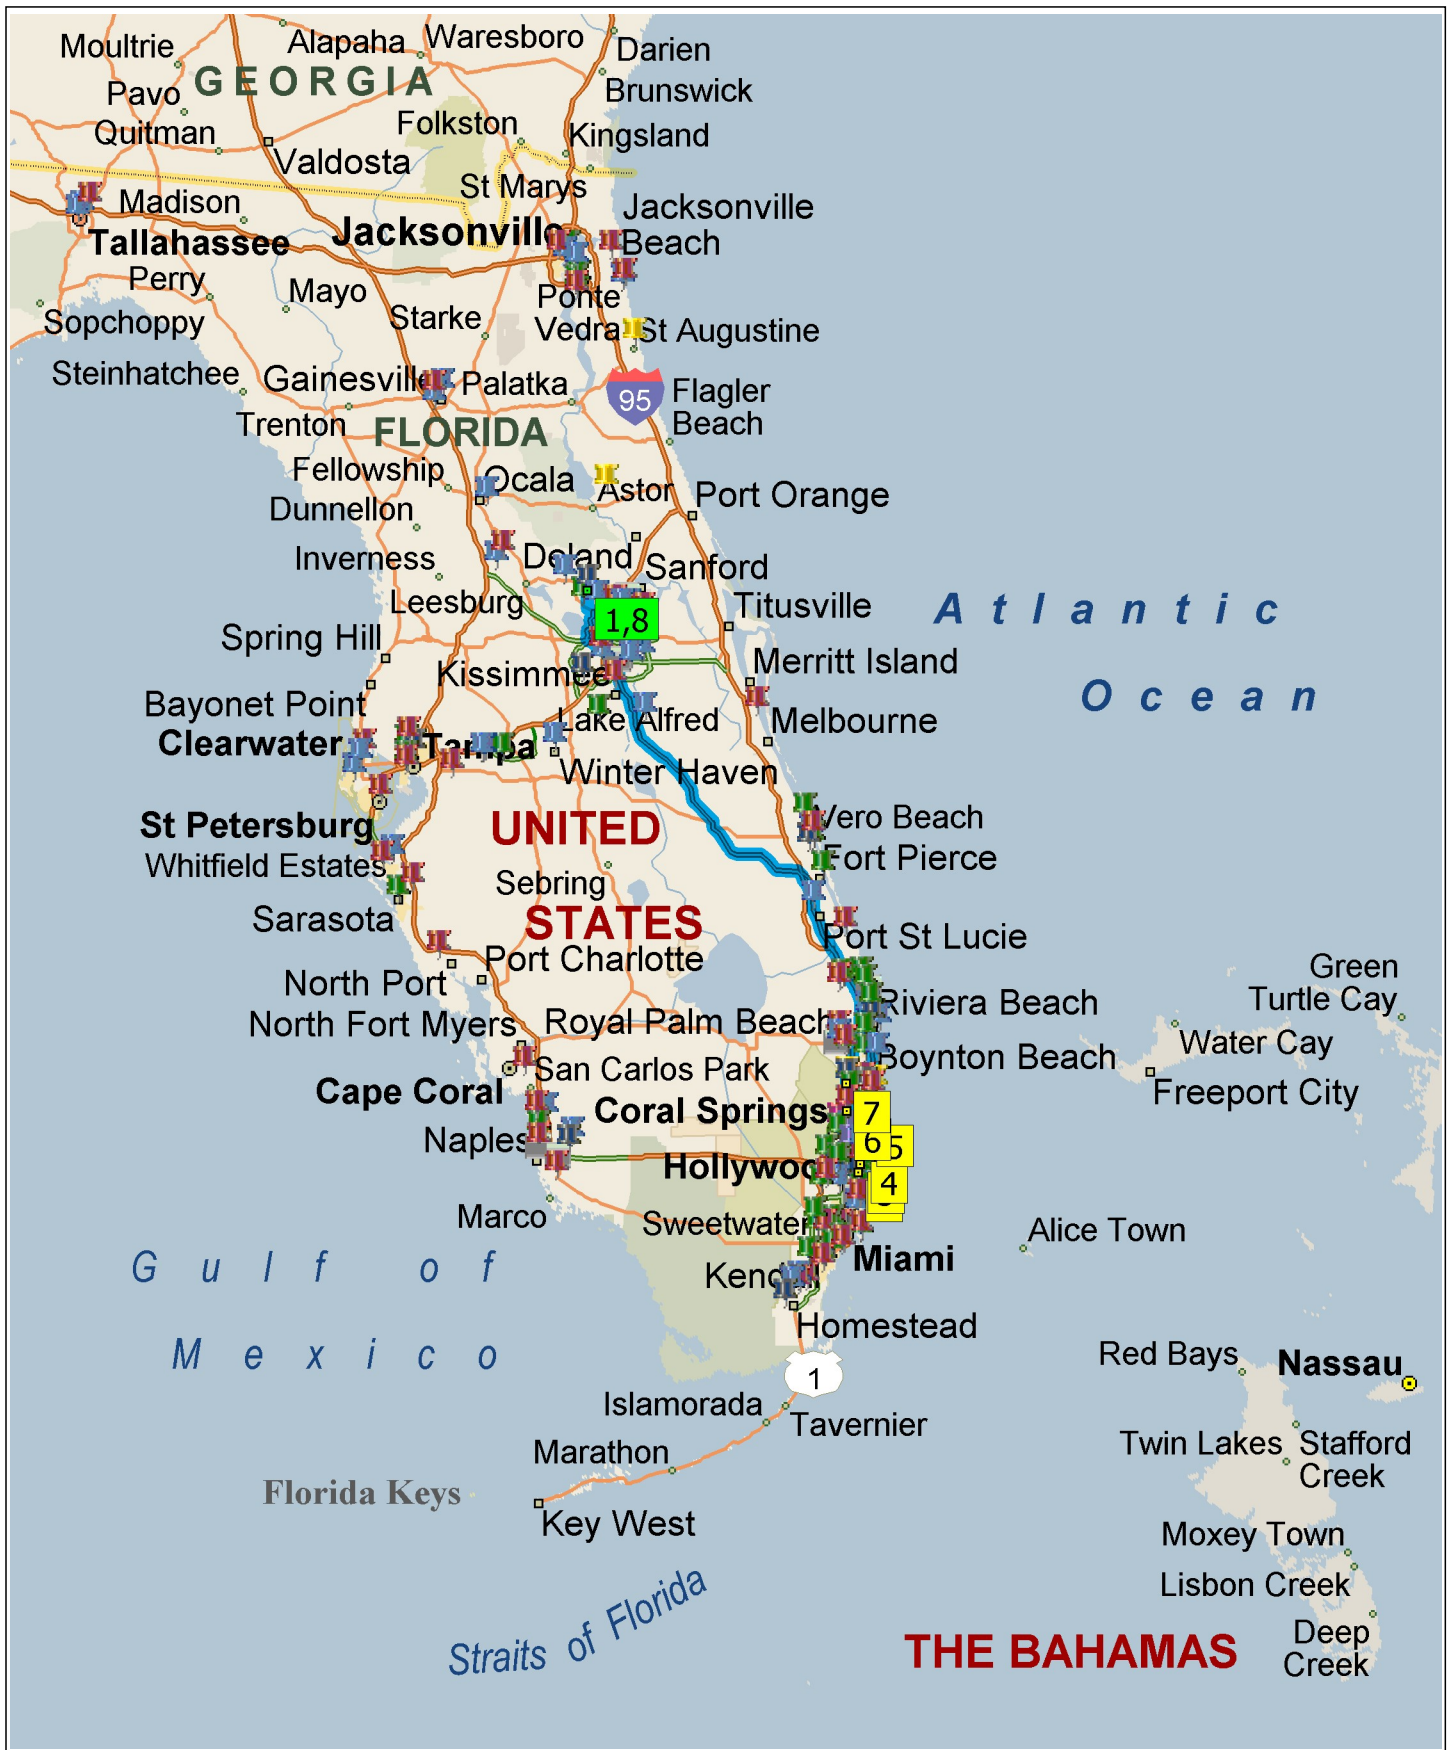 Moultrie
Alapaha
Waresboro
Darien
GEORGIA
Pavo
Brunswick
Quitman
Folkston
Kingsland
Valdosta
St Marys
Madison
Jacksonville
Beach
Tallahassee
Jacksonville
Perry
Mayo
Ponte
Vedra
Sopchoppy
Starke
St Augustine
Steinhatchee
Gainesville
Palatka
95
Flagler
Beach
Trenton
FLORIDA
Fellowship
Ocala
Astor
Port Orange
Dunnellon
Inverness
Deland
Sanford
Leesburg
Titusville
1,8
Atlantic
Ocean
Spring Hill
Kissimmee
Merritt Island
Bayonet Point
Lake Alfred
Melbourne
Clearwater
Tampa
Winter Haven
St Petersburg
UNITED
STATES
Vero Beach
Whitfield Estates
Fort Pierce
Sebring
Sarasota
Port St Lucie
Port Charlotte
North Port
Green
Turtle Cay
North Fort Myers
Royal Palm Beach
Riviera Beach
Water Cay
San Carlos Park
Boynton Beach
Freeport City
Cape Coral
Coral Springs
7
Naples
6
5
Hollywoo
4
Marco
Sweetwater
Alice Town
Gulf of
Mexico
Miami
Kendall
Homestead
Red Bays
Nassau
1
Islamorada
Tavernier
Marathon
Twin Lakes
Stafford
Creek
Florida Keys
Key West
Moxey Town
Lisbon Creek
Straits of Florida
THE BAHAMAS
Deep
Creek